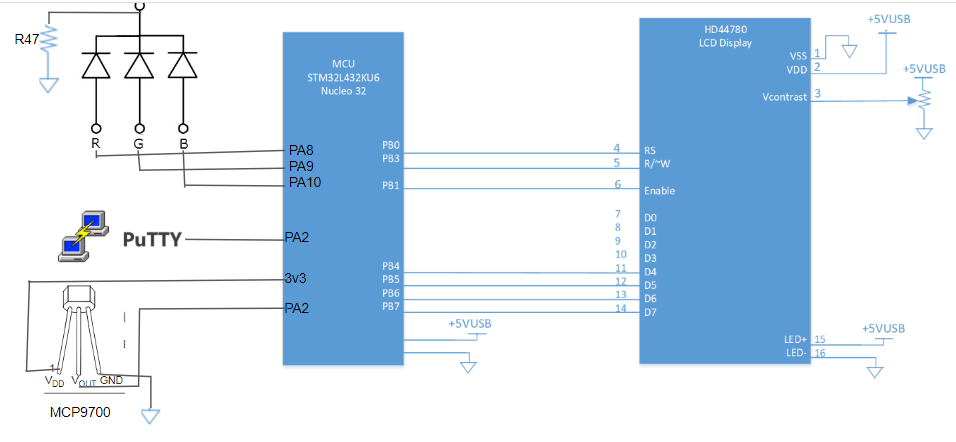 R47
R
G
B
PuTTY
1
VDD
VOUT
GND
MCP9700
MCU
STM32L432KU6
Nucleo 32
PA8
PA9
PA10
PA2
3v3
PA2
PB0
PB3
PB1
PB4
PB5
PB6
PB7
+5VUSB
HD44780
LCD Display
VSS 1
VDD 2
Vcontrast 3
+5VUSB
+5VUSB
4 RS
5 R/~W
6 Enable
7 D0
8 D1
9 D2
10 D3
11 D4
12 D5
13 D6
14 D7
LED+ 15
LED- 16
+5VUSB